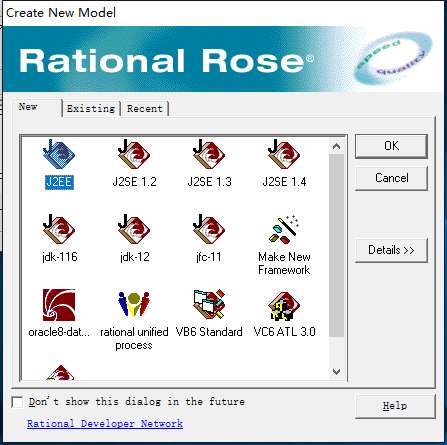 Create New Model
Rational Rose®
speed
quality
New
Existing
Recent
J2EE
J2SE 1.2
J2SE 1.3
J2SE 1.4
OK
Cancel
jdk-116
jdk-12
jfc-11
Make New
Framework
Details >>
oracle8-dat...
rational unified
process
VB6 Standard
VC6 ATL 3.0
Don't show this dialog in the future
Help
Rational Developer Network